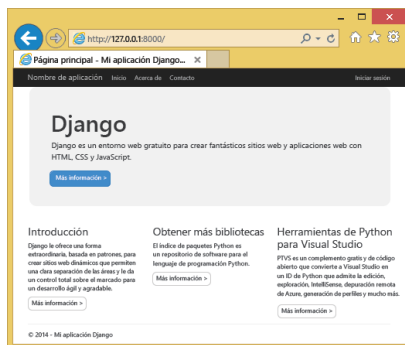 http://127.0.0.1:8000/
Página principal - Mi aplicación Django...
Nombre de aplicación Inicio Acerca de Contacto Iniciar sesión
Django
Django es un entorno web gratuito para crear fantásticos sitios web y aplicaciones web con
HTML, CSS y JavaScript.
Más información >
Introducción
Django le ofrece una forma
extraordinaria, basada en patrones, para
crear sitios web dinámicos que permiten
una clara separación de las áreas y le da
un control total sobre el marcado para
un desarrollo ágil y agradable.
Más información >
Obtener más bibliotecas
El índice de paquetes Python es
un repositorio de software para el
lenguaje de programación Python.
Más información >
Herramientas de Python
para Visual Studio
PTVS es un complemento gratis y de código
abierto que convierte a Visual Studio en
un ID de Python que admite la edición,
exploración, IntelliSense, depuración remota
de Azure, generación de perfiles y mucho más.
Más información >
© 2014 - Mi aplicación Django